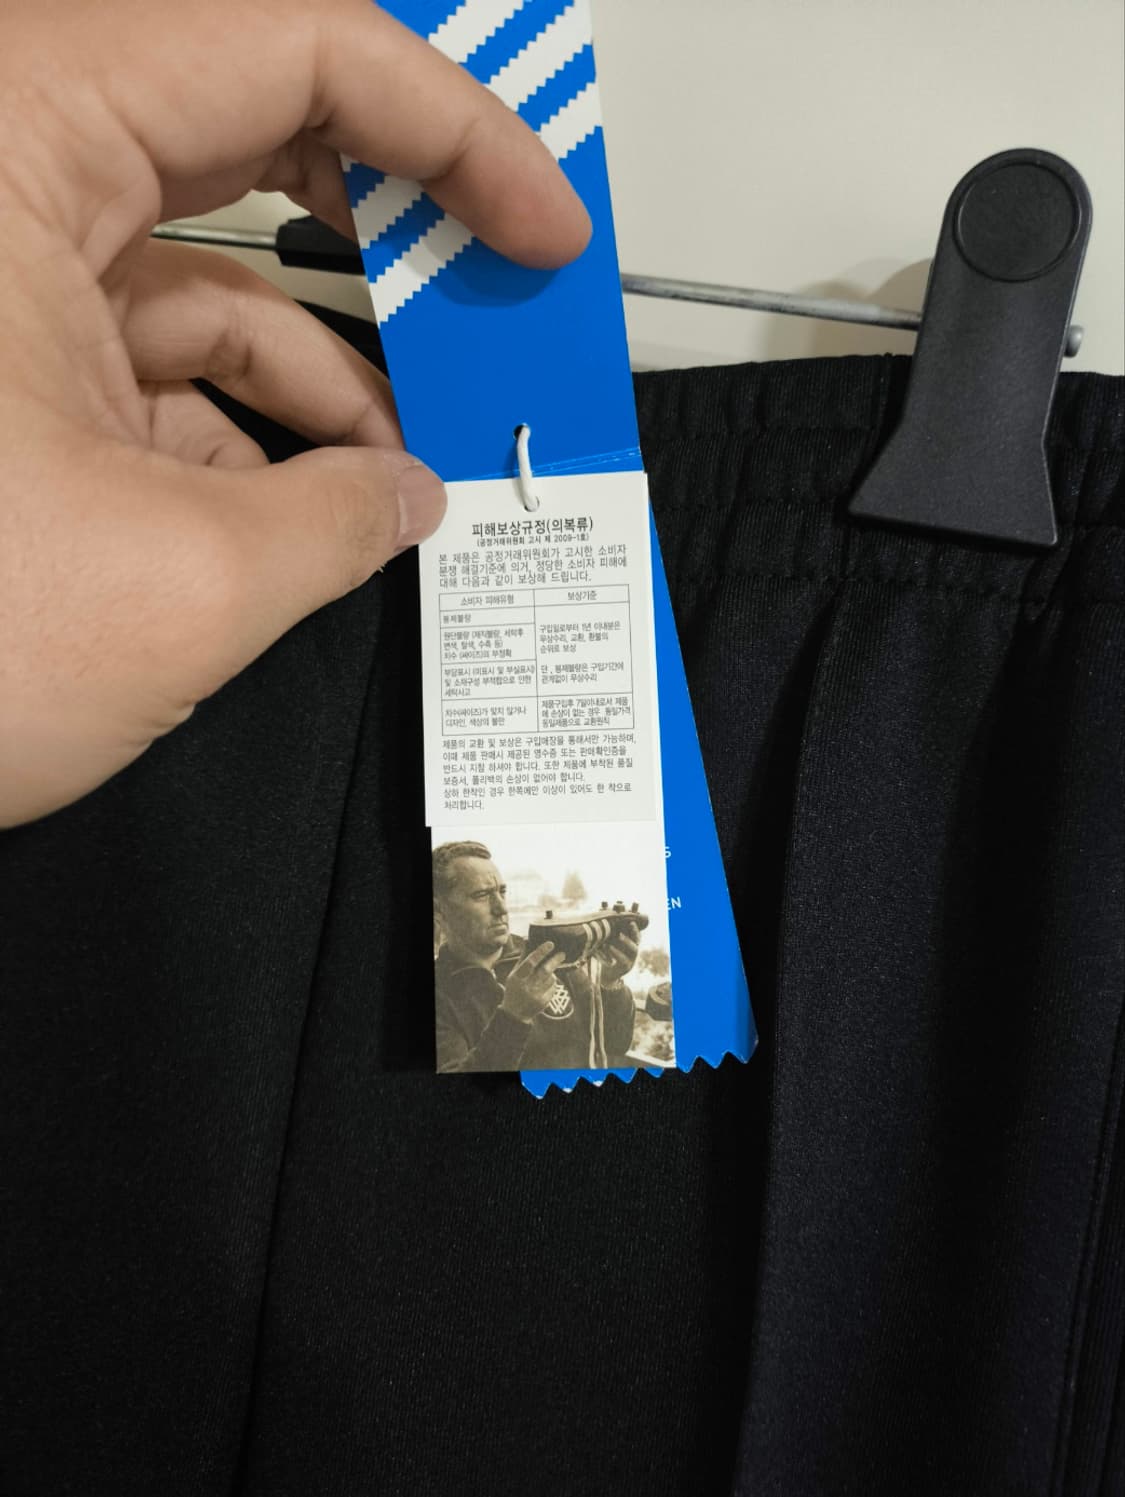 피해보상규정(의복류)
(공정거래위원회 고시 제 2009-1호)
본 제품은 공정거래위원회가 고시한 소비자
분쟁 해결기준에 의거, 정당한 소비자 피해에
대해 다음과 같이 보상해 드립니다.
소비자 피해유형
보상기준
봉제불량
원단불량 (재직불량, 세탁후
변색, 탈색, 수축 등)
치수 (싸이즈)의 부정확
부당표시 (미표시 및 부실표시)
및 소재구성 부적합으로 인한
세탁사고
구입일로부터 1년 이내분은
무상수리, 교환, 환불의
순위로 보상
단, 봉제불량은 구입기간에
관계없이 무상수리
치수(싸이즈)가 맞지 않거나
디자인, 색상의 불만
제품구입후 7일이내로서 제품
에 손상이 없는 경우 동일가격
동일제품으로 교환원칙
제품의 교환 및 보상은 구입매장을 통해서만 가능하며,
이때 제품 판매시 제공된 영수증 또는 판매확인증을
반드시 지참 하셔야 합니다. 또한 제품에 부착된 품질
보증서, 폴리백의 손상이 없어야 합니다.
상하 한착인 경우 한쪽에만 이상이 있어도 한 착으로
처리합니다.
S
EN